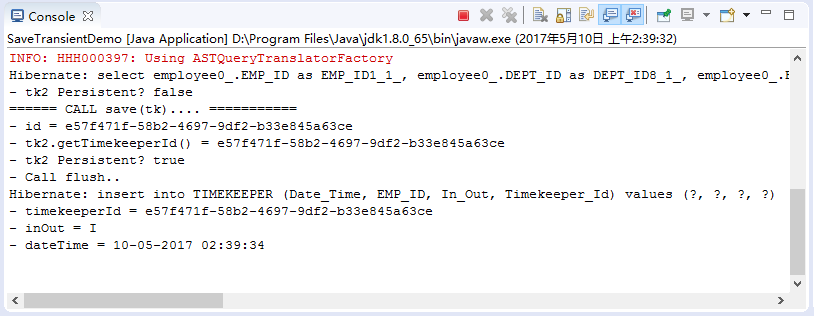 Console
SaveTransientDemo [Java Application] D:\Program Files\Java\jdk1.8.0_65\bin\javaw.exe (2017年5月10日 上午2:39:32)
INFO: HHH000397: Using ASTQueryTranslatorFactory
Hibernate: select employee0_.EMP_ID as EMP_ID1_1_, employee0_.DEPT_ID as DEPT_ID8_1_, employee0_.E
- tk2 Persistent? false
====== CALL save(tk).... ===========
- id = e57f471f-58b2-4697-9df2-b33e845a63ce
- tk2.getTimekeeperId() = e57f471f-58b2-4697-9df2-b33e845a63ce
- tk2 Persistent? true
- Call flush..
Hibernate: insert into TIMEKEEPER (Date_Time, EMP_ID, In_Out, Timekeeper_Id) values (?, ?, ?, ?)
- timekeeperId = e57f471f-58b2-4697-9df2-b33e845a63ce
- inOut = I
- dateTime = 10-05-2017 02:39:34